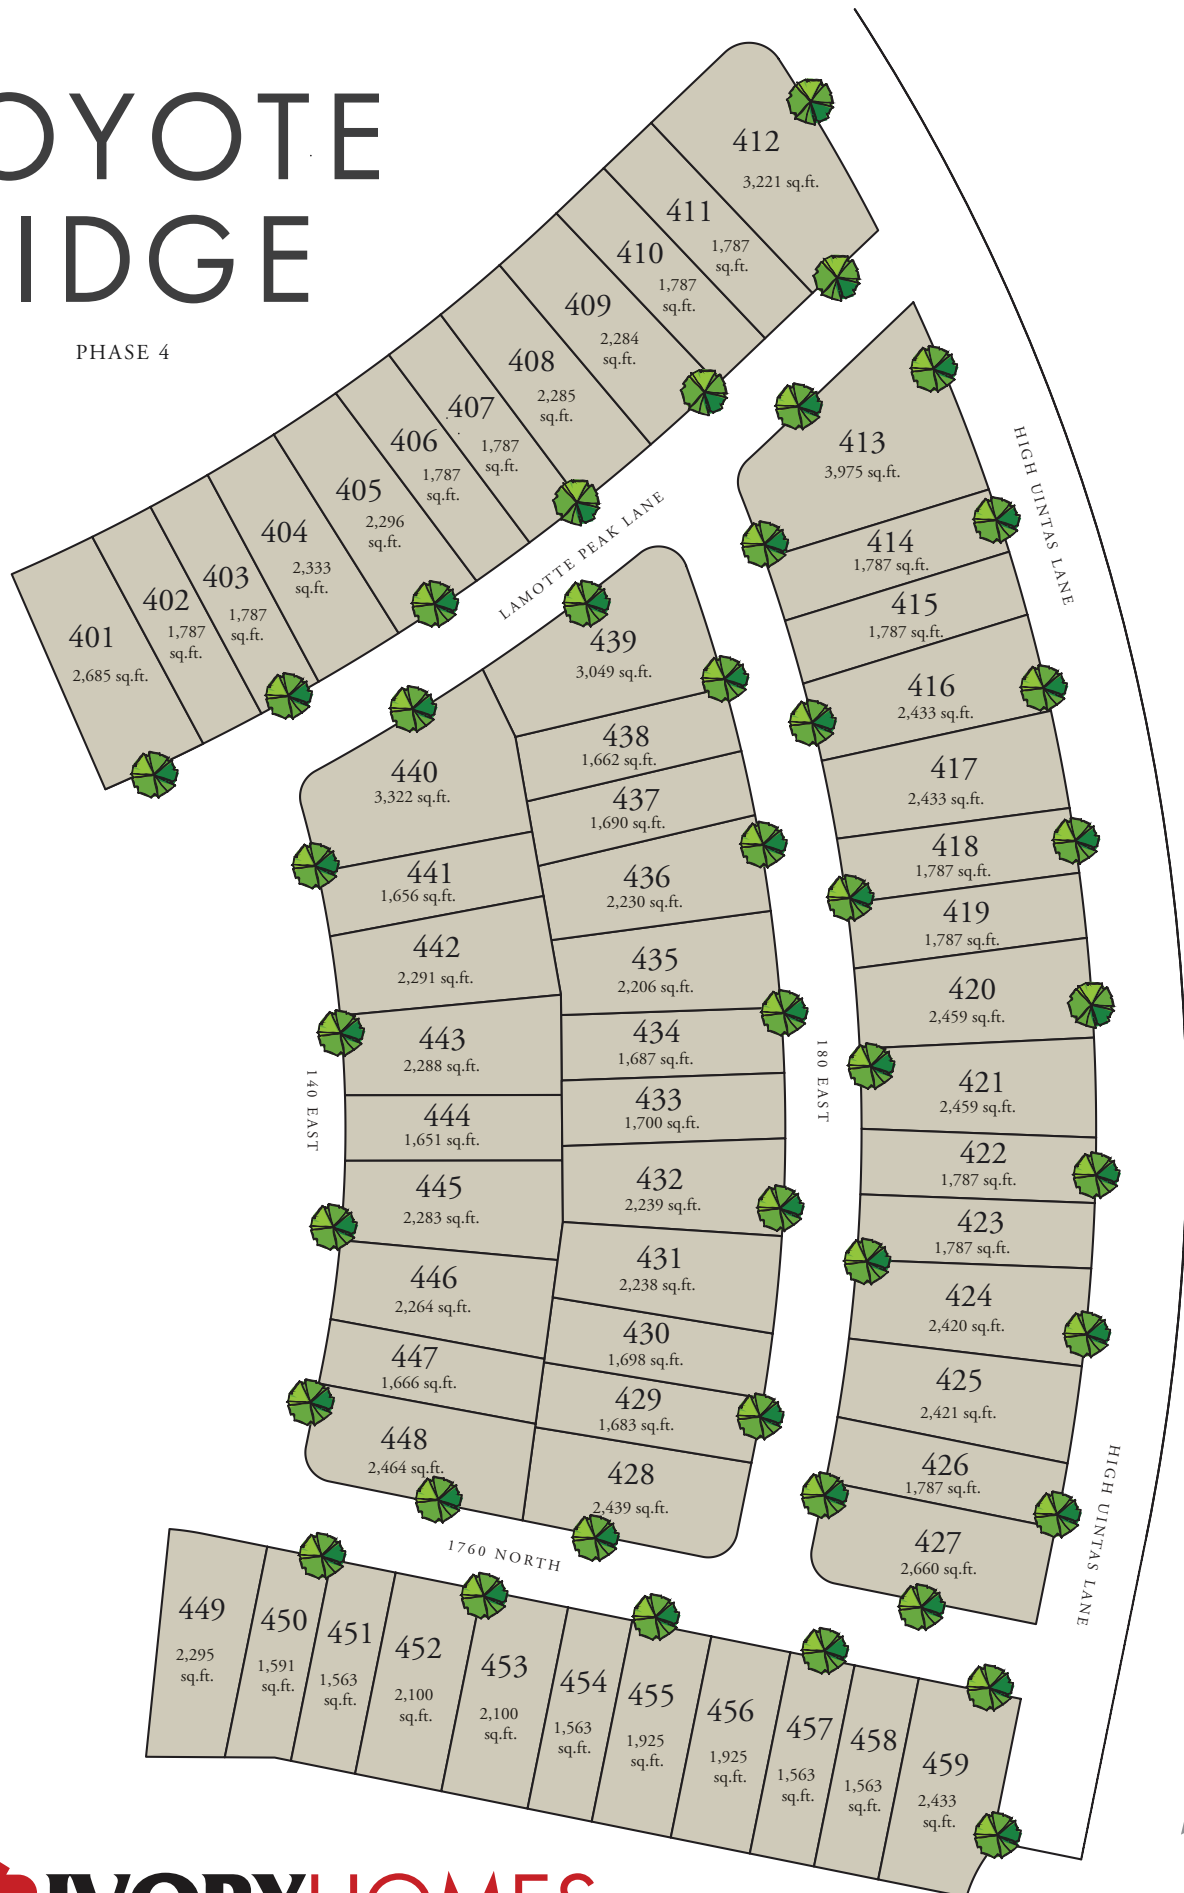 OYOTE
IDGE
PHASE 4
412
3,221 sq.ft.
411
1,787
sq.ft.
410
1,787
sq.ft.
409
2,284
sq.ft.
408
2,285
sq.ft.
407
1,787
sq.ft.
406
1,787
sq.ft.
405
2,296
sq.ft.
404
2,333
sq.ft.
403
1,787
sq.ft.
402
1,787
sq.ft.
401
2,685 sq.ft.
LAMOTTE PEAK LANE
HIGH UINTAS LANE
413
3,975 sq.ft.
414
1,787 sq.ft.
415
1,787 sq.ft.
416
2,433 sq.ft.
417
2,433 sq.ft.
418
1,787 sq.ft.
419
1,787 sq.ft.
420
2,459 sq.ft.
421
2,459 sq.ft.
422
1,787 sq.ft.
423
1,787 sq.ft.
424
2,420 sq.ft.
425
2,421 sq.ft.
426
1,787 sq.ft.
427
2,660 sq.ft.
HIGH UINTAS LANE
180 EAST
439
3,049 sq.ft.
438
1,662 sq.ft.
437
1,690 sq.ft.
436
2,230 sq.ft.
435
2,206 sq.ft.
434
1,687 sq.ft.
433
1,700 sq.ft.
432
2,239 sq.ft.
431
2,238 sq.ft.
430
1,698 sq.ft.
429
1,683 sq.ft.
428
2,439 sq.ft.
440
3,322 sq.ft.
441
1,656 sq.ft.
442
2,291 sq.ft.
443
2,288 sq.ft.
444
1,651 sq.ft.
445
2,283 sq.ft.
446
2,264 sq.ft.
447
1,666 sq.ft.
448
2,464 sq.ft.
140 EAST
1760 NORTH
449
2,295
sq.ft.
450
1,591
sq.ft.
451
1,563
sq.ft.
452
2,100
sq.ft.
453
2,100
sq.ft.
454
1,563
sq.ft.
455
1,925
sq.ft.
456
1,925
sq.ft.
457
1,563
sq.ft.
458
1,563
sq.ft.
459
2,433
sq.ft.
IVORYHOMES